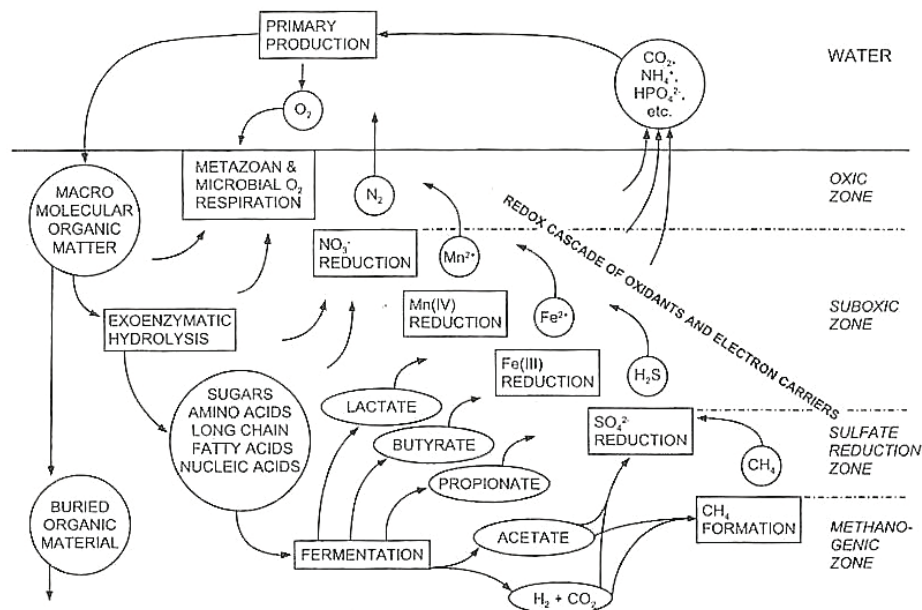 PRIMARY
PRODUCTION
O₂
CO₂,
NH₄⁺,
HPO₄²⁻,
etc.
WATER
MACRO
MOLECULAR
ORGANIC
MATTER
METAZOAN &
MICROBIAL O₂
RESPIRATION
N₂
OXIC
ZONE
NO₃⁻
REDUCTION
Mn²⁺
REDOX CASCADE OF OXIDANTS AND ELECTRON CARRIERS
EXOENZYMATIC
HYDROLYSIS
Mn(IV)
REDUCTION
Fe²⁺
SUBOXIC
ZONE
Fe(III)
REDUCTION
H₂S
SUGARS
AMINO ACIDS
LONG CHAIN
FATTY ACIDS
NUCLEIC ACIDS
LACTATE
BUTYRATE
PROPIONATE
SO₄²⁻
REDUCTION
CH₄
SULFATE
REDUCTION
ZONE
BURIED
ORGANIC
MATERIAL
FERMENTATION
ACETATE
H₂ + CO₂
CH₄
FORMATION
METHANO-
GENIC
ZONE